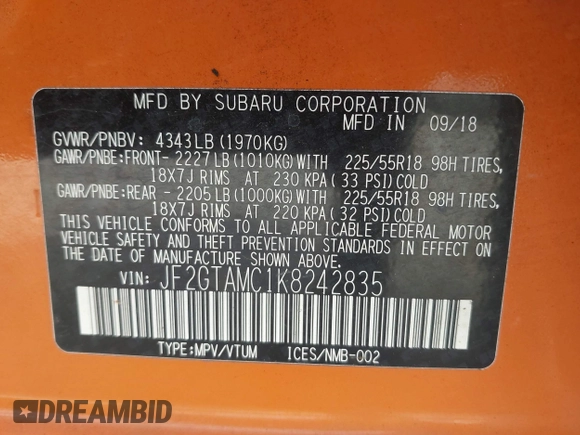 MFD BY SUBARU CORPORATION
MFD IN 09/18
GVWR/PNBV: 4343LB (1970KG)
GAWR/PNBE:FRONT- 2227LB (1010KG) WITH 225/55R18 98H TIRES,
18X7J RIMS AT 230 KPA (33 PSI) COLD
GAWR/PNBE:REAR - 2205LB (1000KG) WITH 225/55R18 98H TIRES,
18X7J RIMS AT 220 KPA (32 PSI) COLD
THIS VEHICLE CONFORMS TO ALL APPLICABLE FEDERAL MOTOR
VEHICLE SAFETY AND THEFT PREVENTION STANDARDS IN EFFECT ON
THE DATE OF MANUFACTURE SHOWN ABOVE.
VIN: JF2GTAMC1K8242835
TYPE:MPV/VTUM ICES/NMB-002
DREAMBID